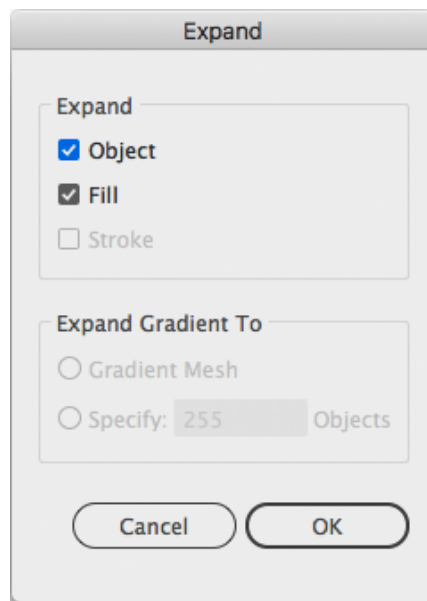 Expand
Expand
Object
Fill
Stroke
Expand Gradient To
Gradient Mesh
Specify: 255 Objects
Cancel OK